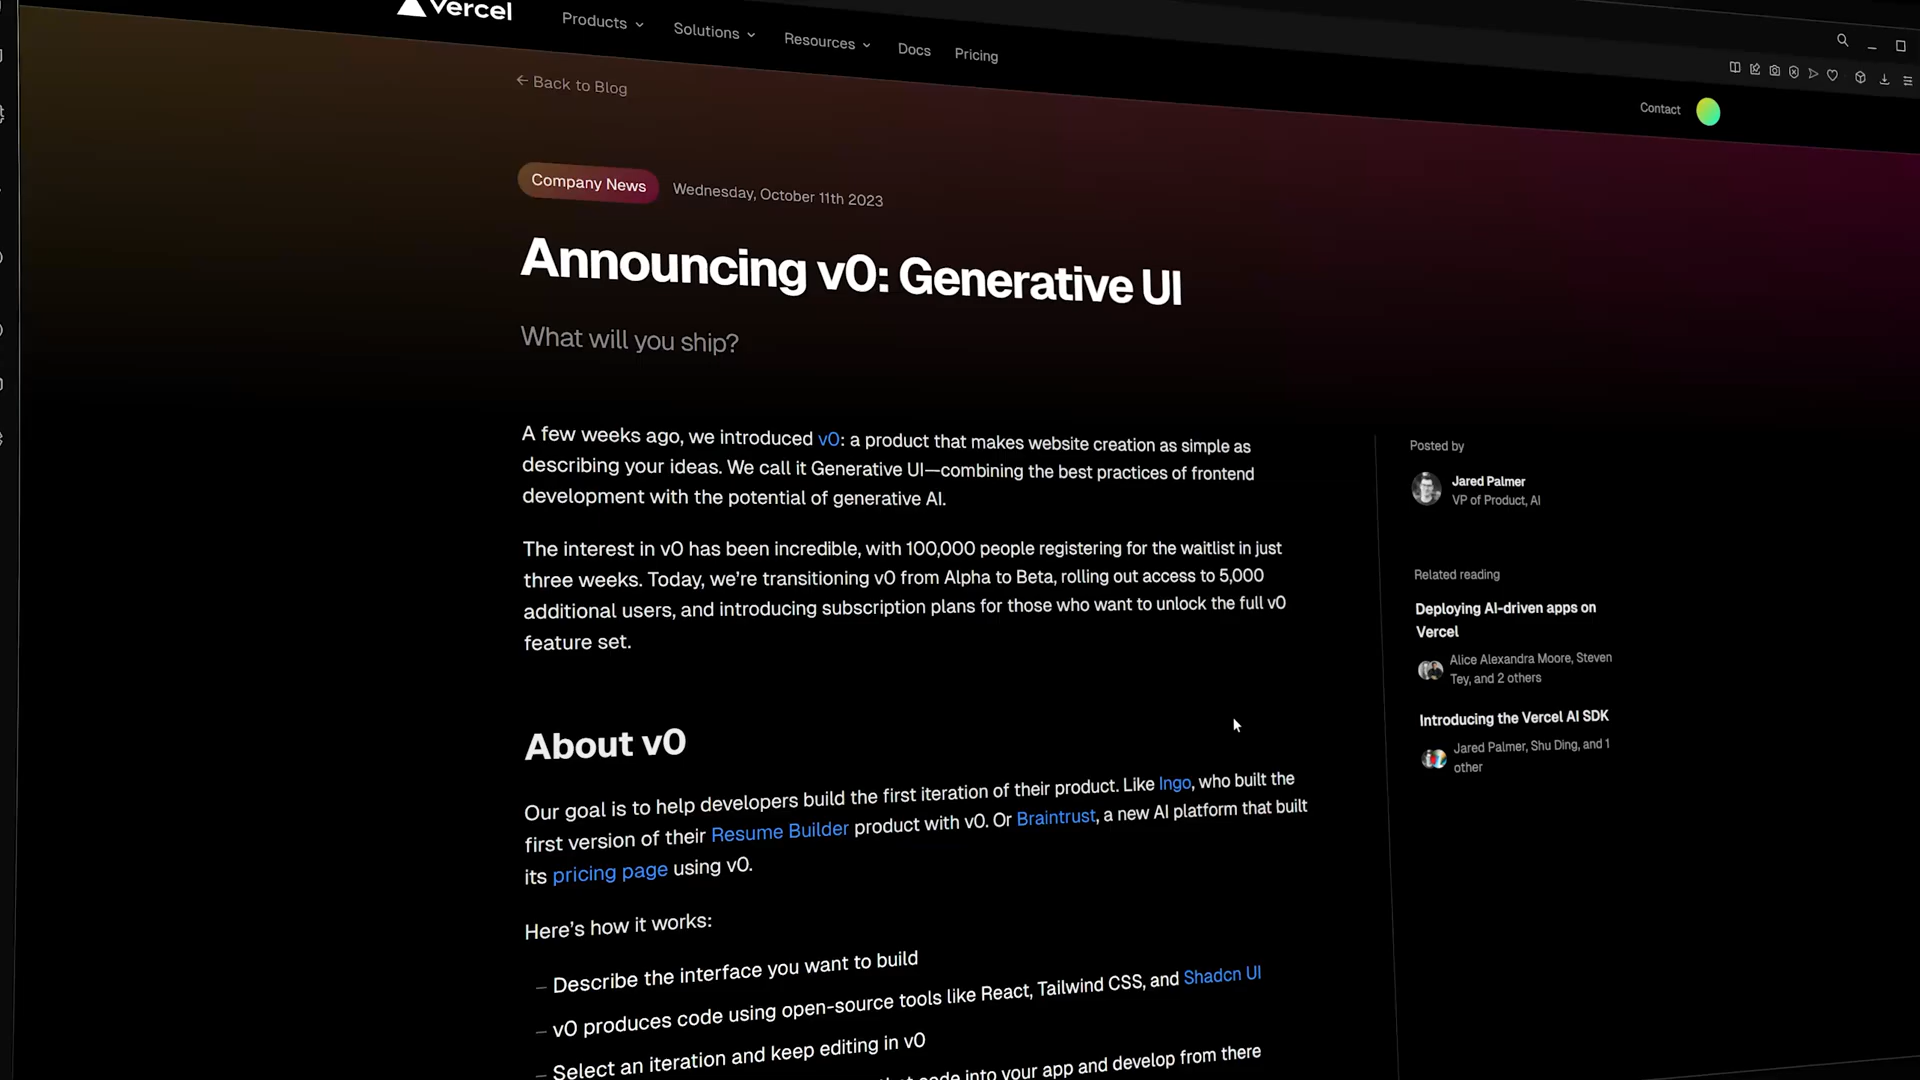 Vercel
Products
Solutions
Resources
Docs
Pricing
← Back to Blog
Contact
Company News
Wednesday, October 11th 2023
Announcing v0: Generative UI
What will you ship?
A few weeks ago, we introduced v0: a product that makes website creation as simple as
describing your ideas. We call it Generative UI—combining the best practices of frontend
development with the potential of generative AI.
The interest in v0 has been incredible, with 100,000 people registering for the waitlist in just
three weeks. Today, we’re transitioning v0 from Alpha to Beta, rolling out access to 5,000
additional users, and introducing subscription plans for those who want to unlock the full v0
feature set.
About v0
Our goal is to help developers build the first iteration of their product. Like Ingo, who built the
first version of their Resume Builder product with v0. Or Braintrust, a new AI platform that built
its pricing page using v0.
Here’s how it works:
– Describe the interface you want to build
– v0 produces code using open-source tools like React, Tailwind CSS, and Shadcn UI
– Select an iteration and keep editing in v0
code into your app and develop from there
Posted by
Jared Palmer
VP of Product, AI
Related reading
Deploying AI-driven apps on
Vercel
Alice Alexandra Moore, Steven
Tey, and 2 others
Introducing the Vercel AI SDK
Jared Palmer, Shu Ding, and 1
other